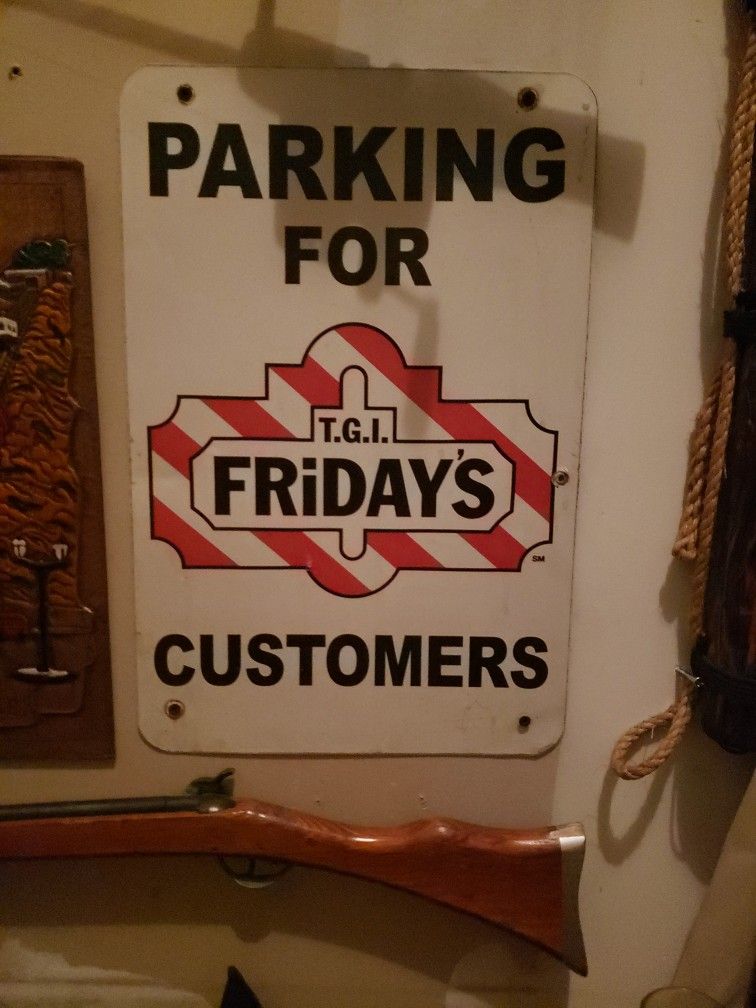 PARKING
FOR
T.G.I.
FRiDAY'S
SM
CUSTOMERS